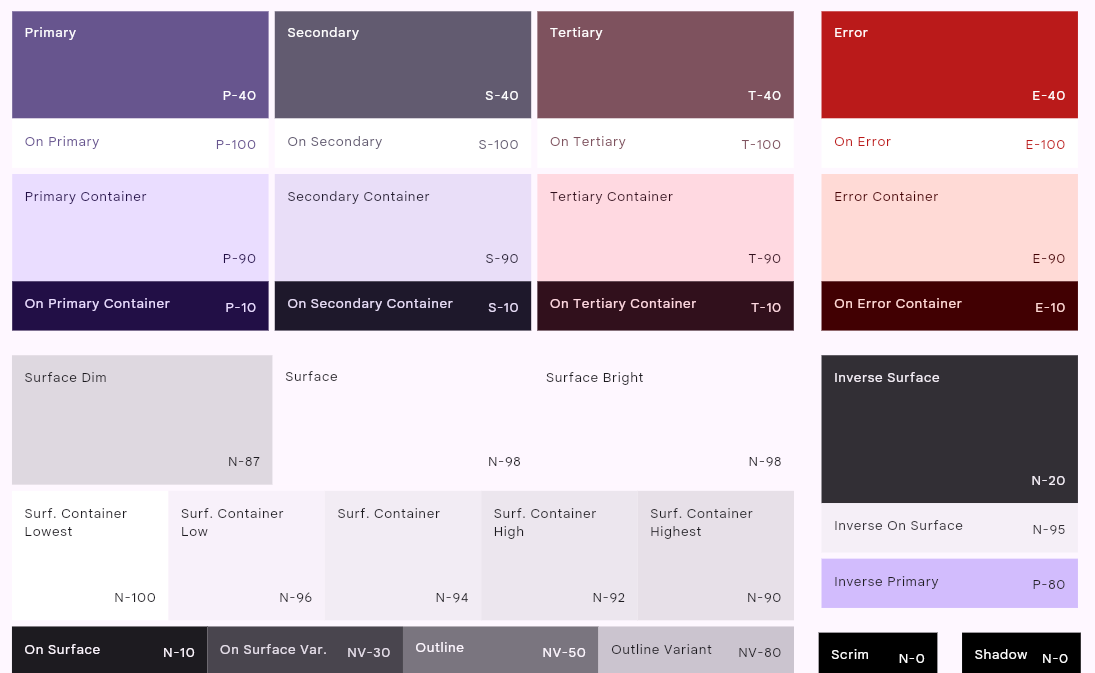 Primary
P-40
Secondary
S-40
Tertiary
T-40
Error
E-40
On Primary
P-100
On Secondary
S-100
On Tertiary
T-100
On Error
E-100
Primary Container
P-90
Secondary Container
S-90
Tertiary Container
T-90
Error Container
E-90
On Primary Container
P-10
On Secondary Container
S-10
On Tertiary Container
T-10
On Error Container
E-10
Surface Dim
N-87
Surface
N-98
Surface Bright
N-98
Inverse Surface
N-20
Surf. Container
Lowest
N-100
Surf. Container
Low
N-96
Surf. Container
N-94
Surf. Container
High
N-92
Surf. Container
Highest
N-90
Inverse On Surface
N-95
Inverse Primary
P-80
On Surface
N-10
On Surface Var.
NV-30
Outline
NV-50
Outline Variant
NV-80
Scrim
N-0
Shadow
N-0